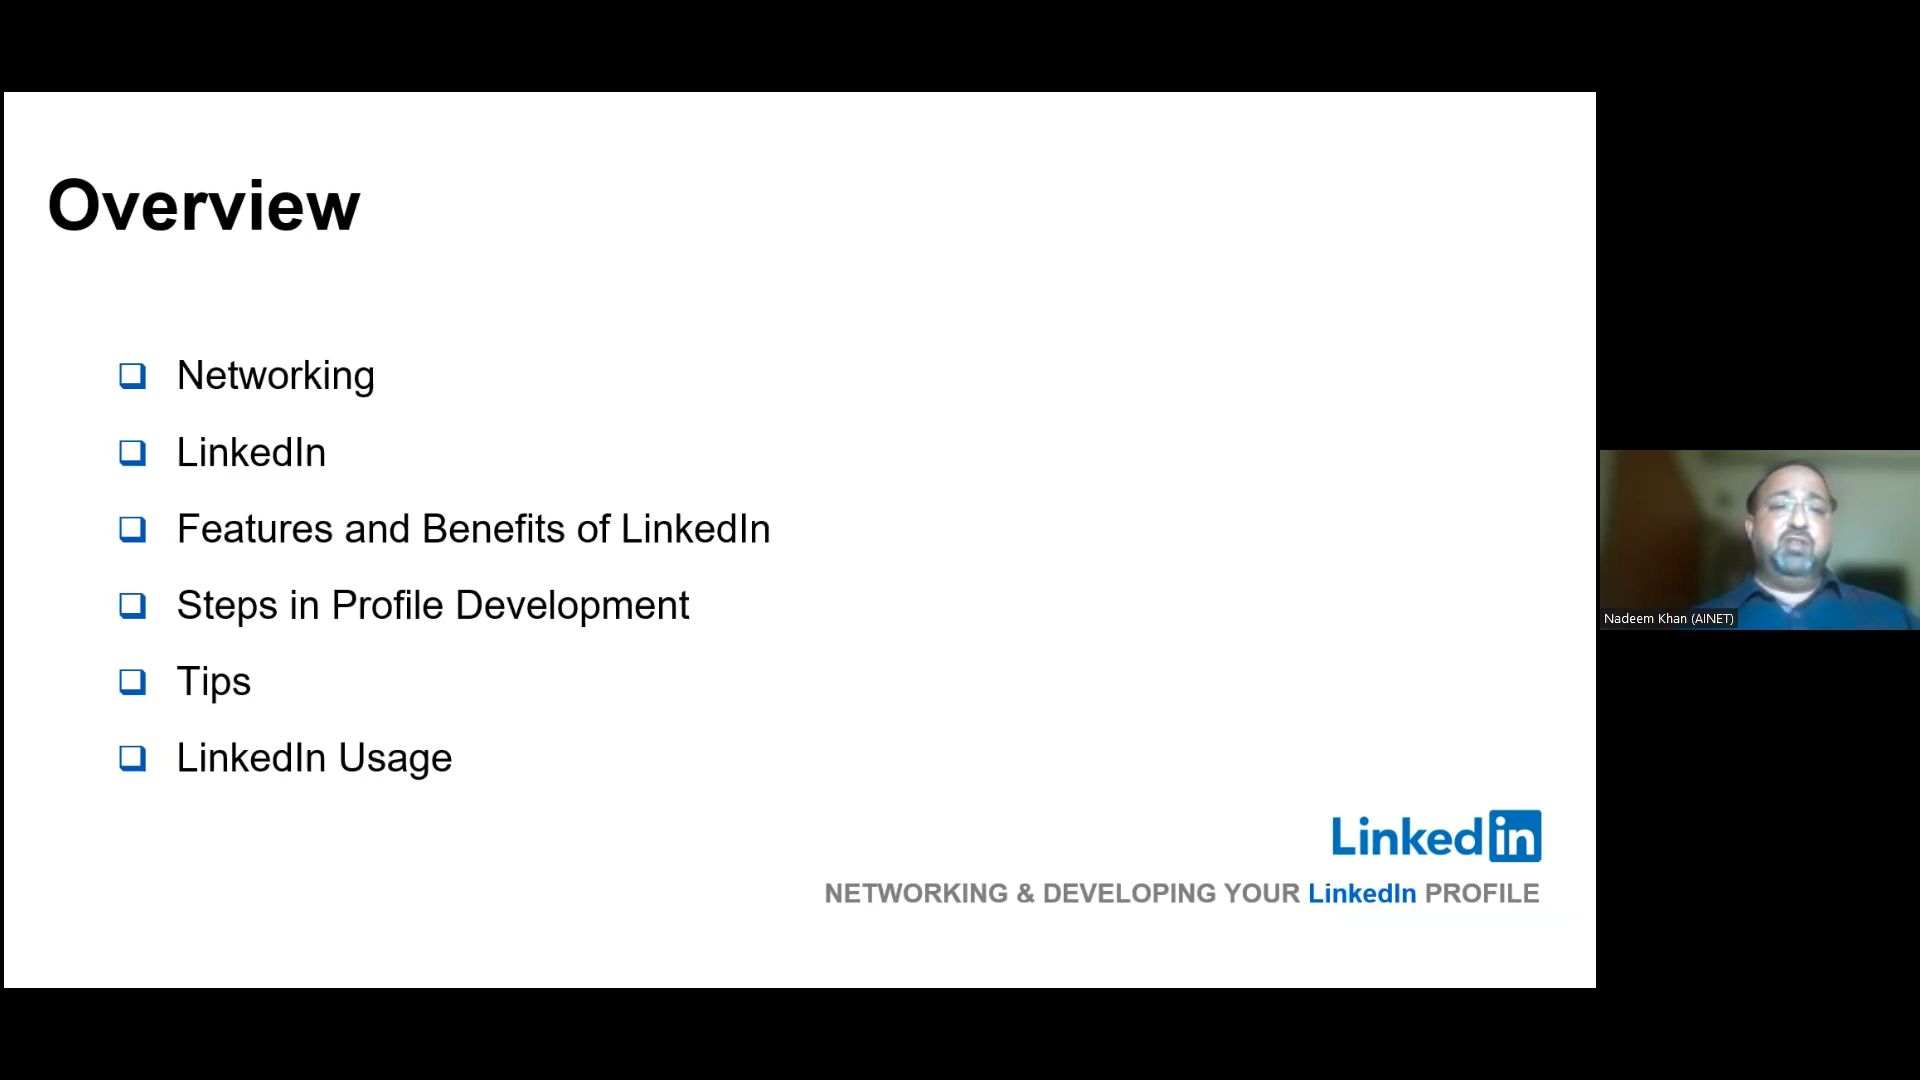 Overview
Networking
LinkedIn
Features and Benefits of LinkedIn
Steps in Profile Development
Tips
LinkedIn Usage
Linkedin
NETWORKING & DEVELOPING YOUR LinkedIn PROFILE
Nadeem Khan (AINET)